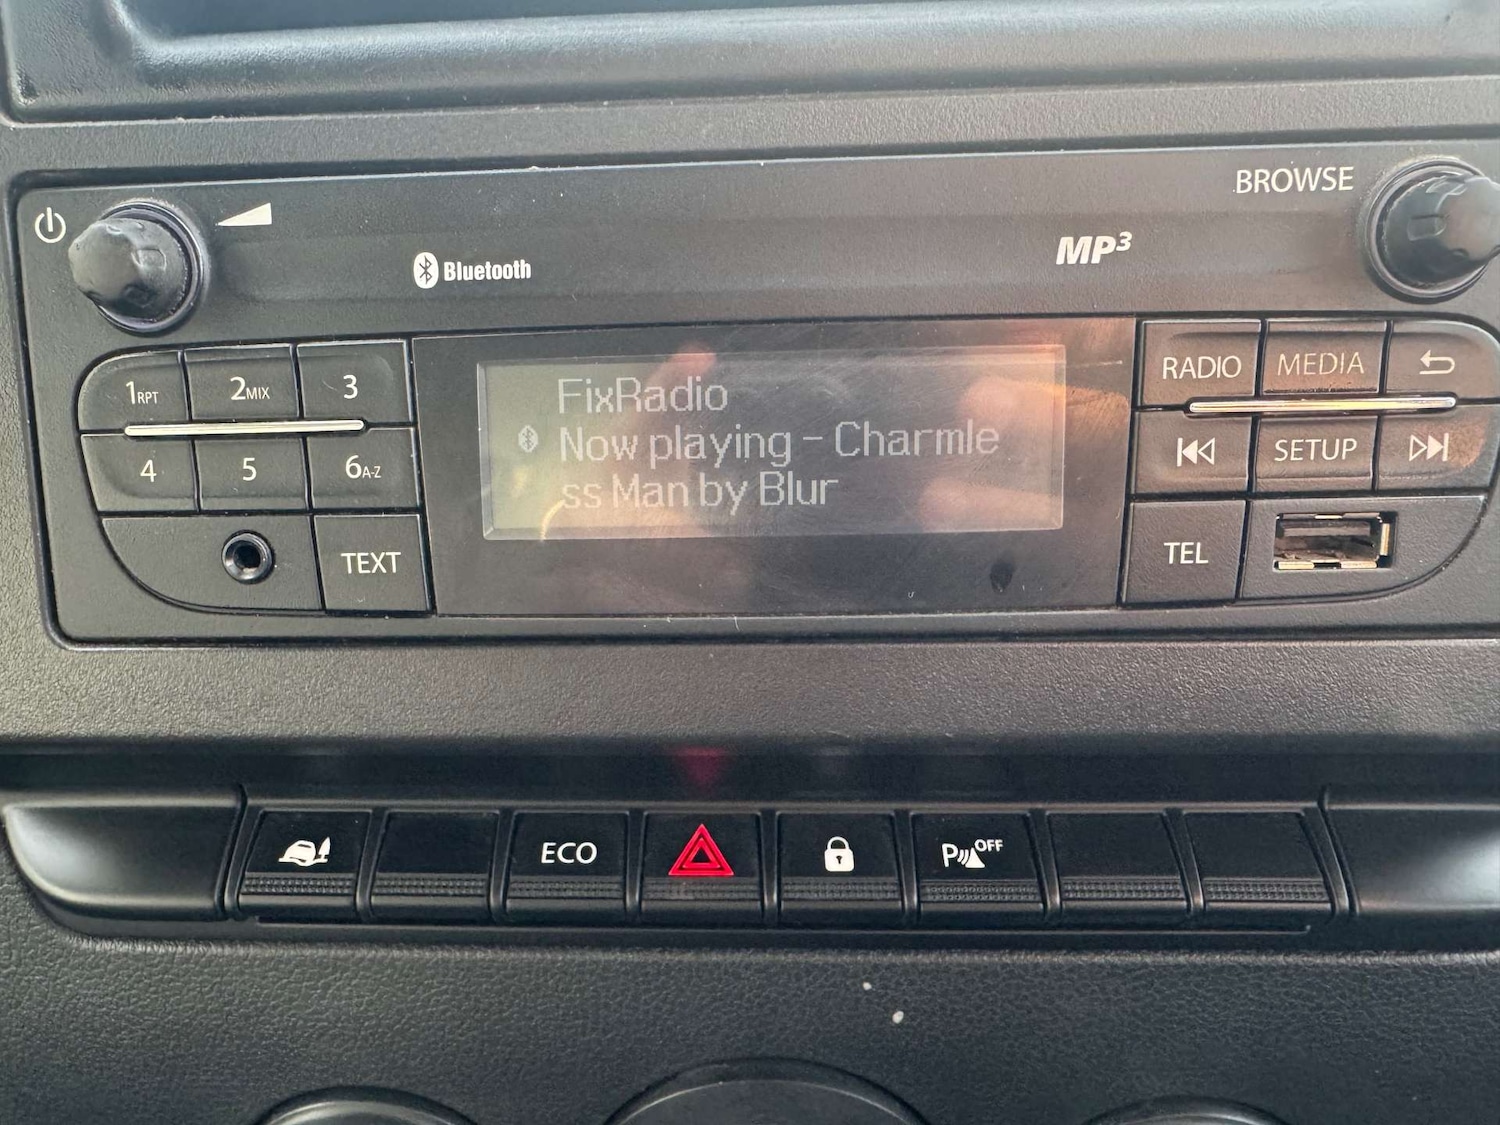 BROWSE
Bluetooth
MP3
1RPT 2MIX 3
4 5 6A-Z
TEXT
FixRadio
Now playing - Charmle
ss Man by Blur
RADIO MEDIA
SETUP
TEL
ECO
P OFF